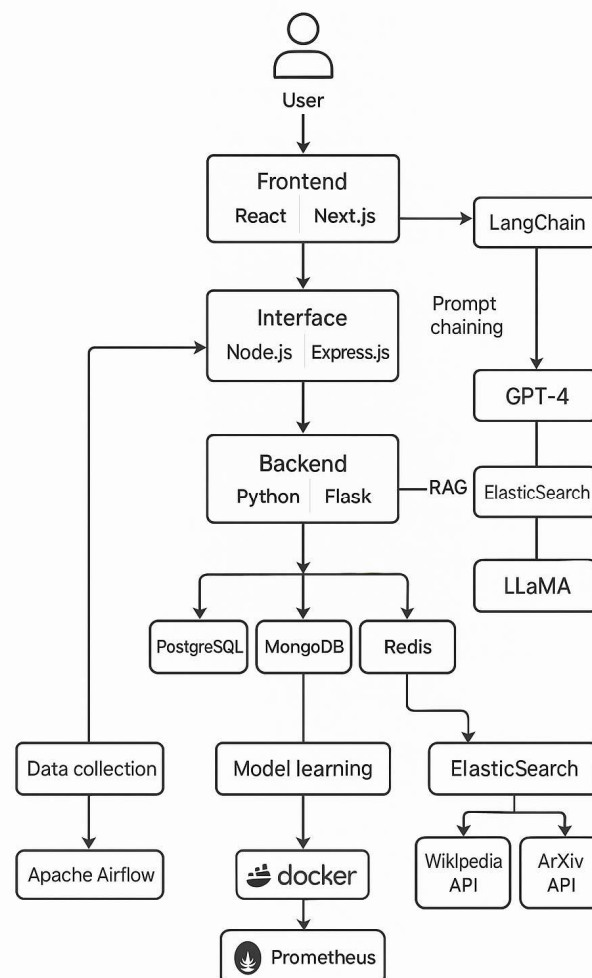 User
Frontend
React Next.js
LangChain
Prompt
chaining
Interface
Node.js Express.js
GPT-4
Backend
Python Flask
RAG
ElasticSearch
LLaMA
PostgreSQL MongoDB Redis
Data collection Model learning ElasticSearch
Apache Airflow docker
Wiklpedia
API
ArXiv
API
Prometheus